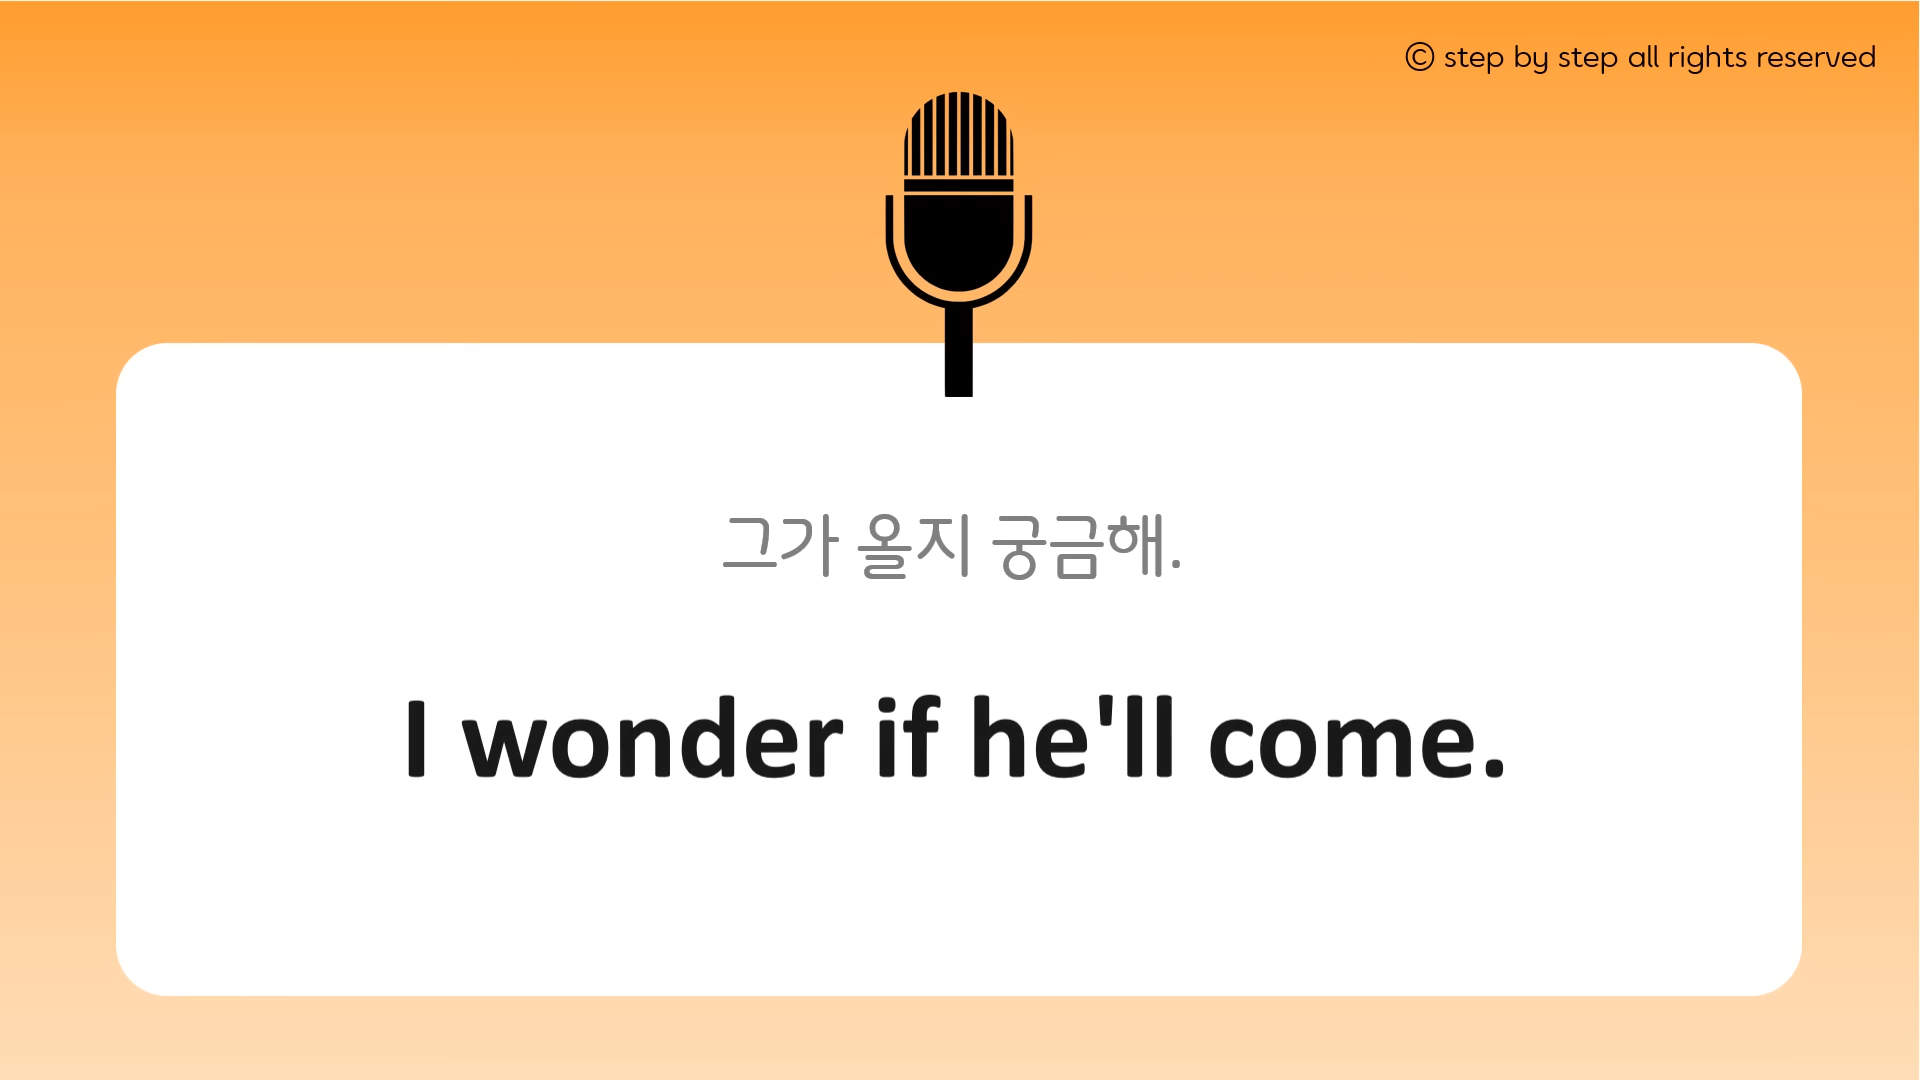 © step by step all rights reserved
그가 올지 궁금해.
I wonder if he'll come.